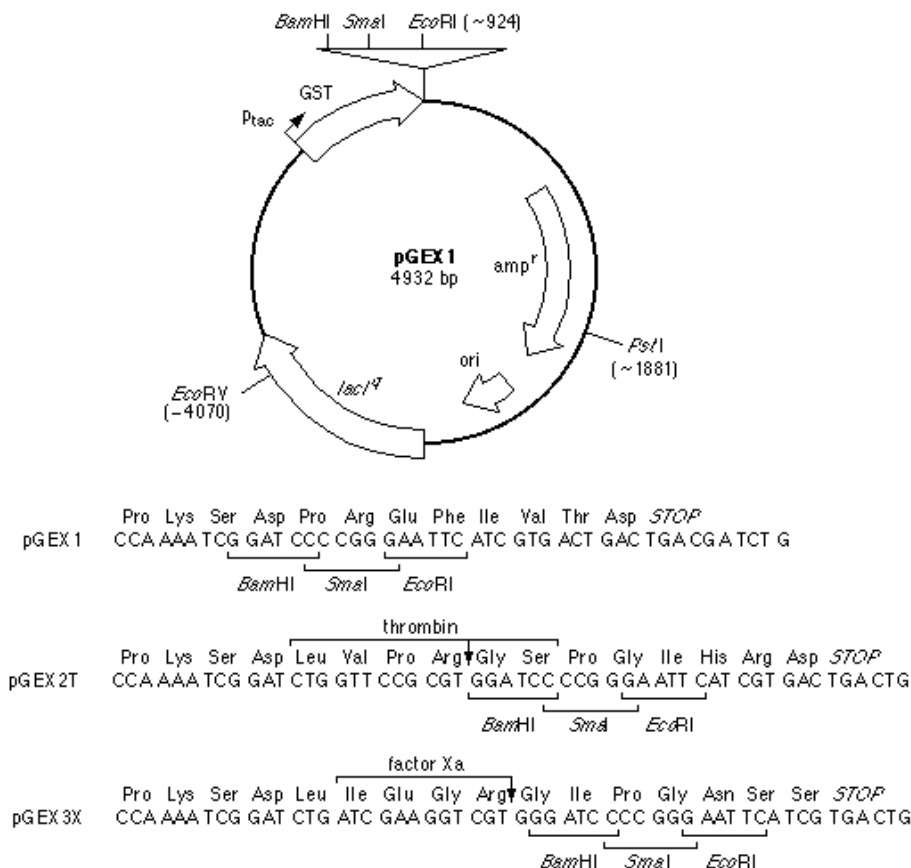 BamHI SmaI EcoRI (~924)
GST
Ptac
pGEX1
4932 bp
ampr
ori
PstI
(~1881)
lacIq
EcoRV
(~4070)
Pro Lys Ser Asp Pro Arg Glu Phe Ile Val Thr Asp STOP
pGEX1 CCA AAA TCG GAT CCC CGG GAA TTC ATC GTG ACT GAC TGA CGA TCT G
BamHI SmaI EcoRI
thrombin
Pro Lys Ser Asp Leu Val Pro Arg Gly Ser Pro Gly Ile His Arg Asp STOP
pGEX2T CCA AAA TCG GAT CTG GTT CCG CGT GGA TCC CCG GGA ATT CAT CGT GAC TGA CTG
BamHI SmaI EcoRI
factor Xa
Pro Lys Ser Asp Leu Ile Glu Gly Arg Gly Ile Pro Gly Asn Ser Ser STOP
pGEX3X CCA AAA TCG GAT CTG ATC GAA GGT CGT GGG ATC CCC GGG AAT TCA TCG TGA CTG
BamHI SmaI EcoRI